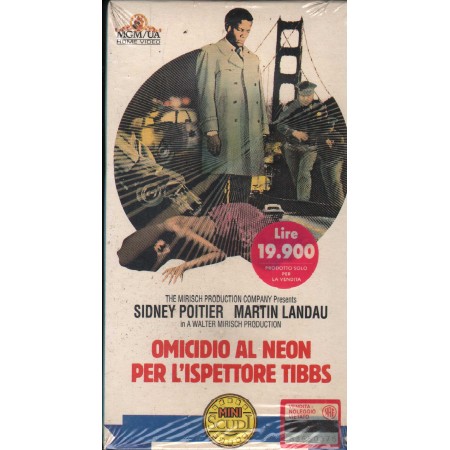 MGM/UA
HOME VIDEO
Lire
19.900
PRODOTTO SOLO
PER
LA VENDITA
THE MIRISCH PRODUCTION COMPANY Presents
SIDNEY POITIER MARTIN LANDAU
in A WALTER MIRISCH PRODUCTION
OMICIDIO AL NEON
PER L'ISPETTORE TIBBS
MINI
SCUDI